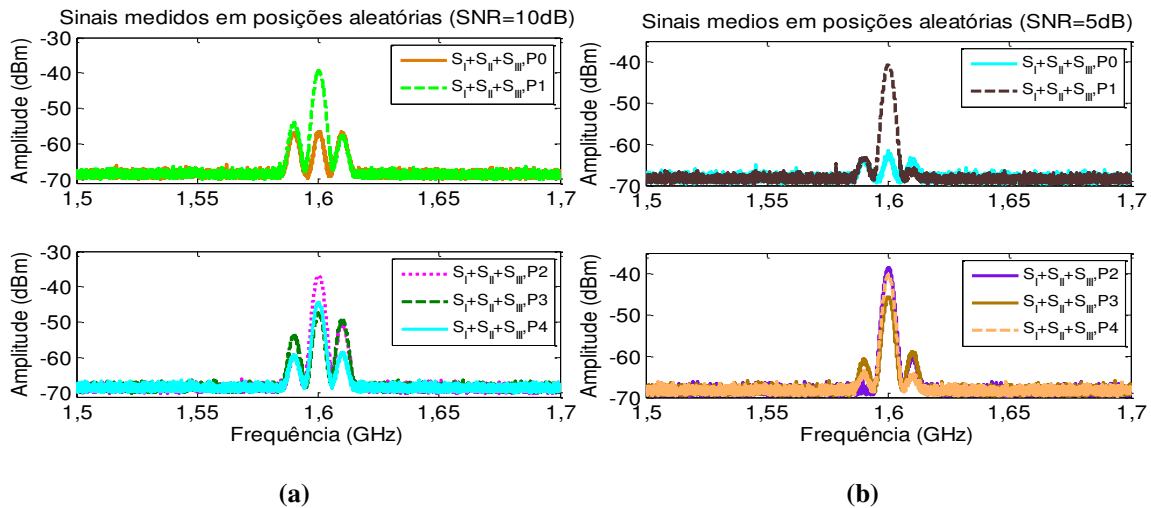 Sinais medidos em posições aleatórias (SNR=10dB)
Amplitude (dBm)
-30
-50
-70
1,5
1,55
1,6
1,65
1,7
S_I+S_II+S_III,P0
S_I+S_II+S_III,P1
Amplitude (dBm)
-30
-40
-50
-60
-70
1,5
1,55
1,6
1,65
1,7
S_I+S_II+S_III,P2
S_I+S_II+S_III,P3
S_I+S_II+S_III,P4
Frequência (GHz)
(a)
Sinais medios em posições aleatórias (SNR=5dB)
Amplitude (dBm)
-40
-50
-60
-70
1,5
1,55
1,6
1,65
1,7
S_I+S_II+S_III,P0
S_I+S_II+S_III,P1
Amplitude (dBm)
-40
-50
-60
-70
1,5
1,55
1,6
1,65
1,7
S_I+S_II+S_III,P2
S_I+S_II+S_III,P3
S_I+S_II+S_III,P4
Frequência (GHz)
(b)